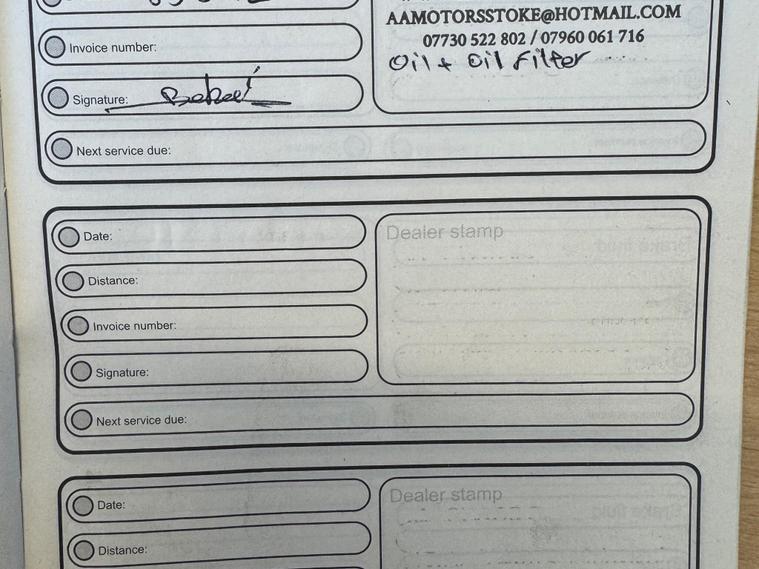 AAMOTORSSTOKE@HOTMAIL.COM
07730 522 802 / 07960 061 716
Oil + Oil Filter
Invoice number:
Signature:
Next service due:
Date:
Distance:
Invoice number:
Signature:
Next service due:
Dealer stamp
Date:
Distance:
Dealer stamp